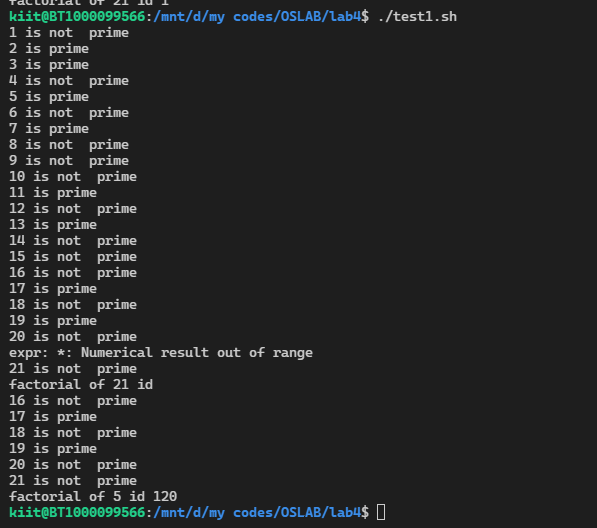 factorial of 21 id 1
kiit@BT1000099566:/mnt/d/my codes/OSLAB/lab4$ ./test1.sh
1 is not  prime
2 is prime
3 is prime
4 is not  prime
5 is prime
6 is not  prime
7 is prime
8 is not  prime
9 is not  prime
10 is not  prime
11 is prime
12 is not  prime
13 is prime
14 is not  prime
15 is not  prime
16 is not  prime
17 is prime
18 is not  prime
19 is prime
20 is not  prime
expr: *: Numerical result out of range
21 is not  prime
factorial of 21 id
16 is not  prime
17 is prime
18 is not  prime
19 is prime
20 is not  prime
21 is not  prime
factorial of 5 id 120
kiit@BT1000099566:/mnt/d/my codes/OSLAB/lab4$